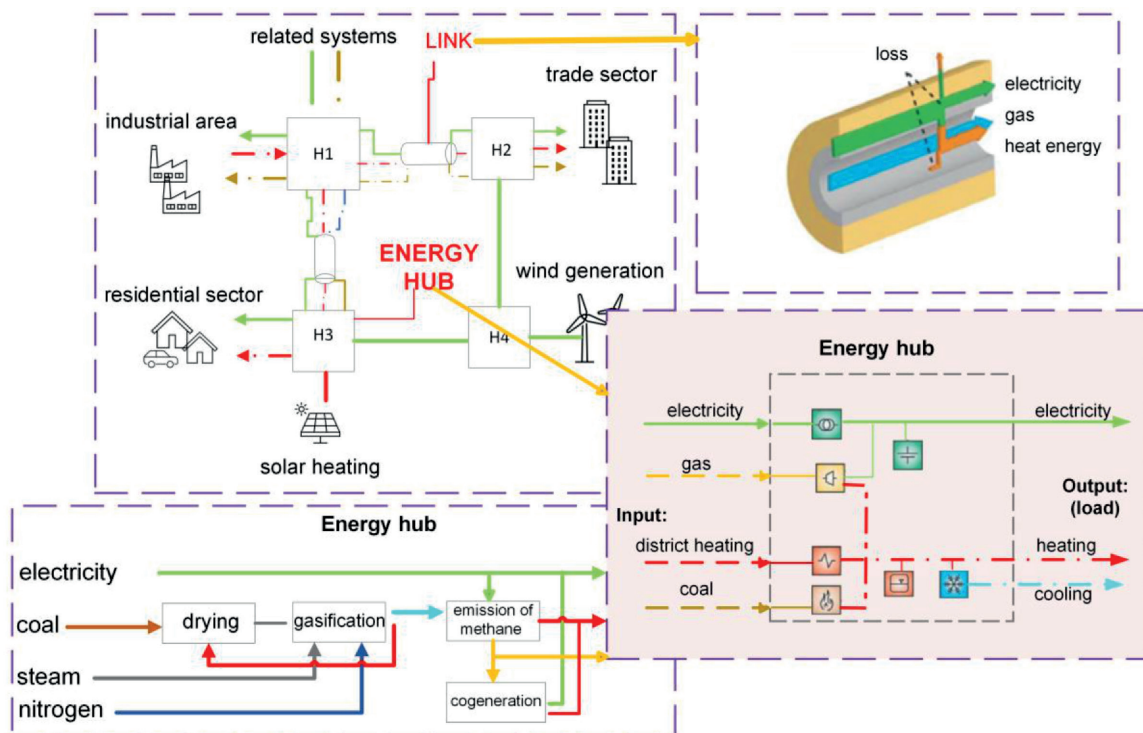 related systems
LINK
trade sector
industrial area
H1
H2
ENERGY
HUB
wind generation
residential sector
H3
H4
solar heating
loss
electricity
gas
heat energy
Energy hub
electricity
electricity
gas
Input:
Output:
(load)
district heating
heating
coal
cooling
Energy hub
electricity
coal
drying
gasification
emission of
methane
steam
nitrogen
cogeneration